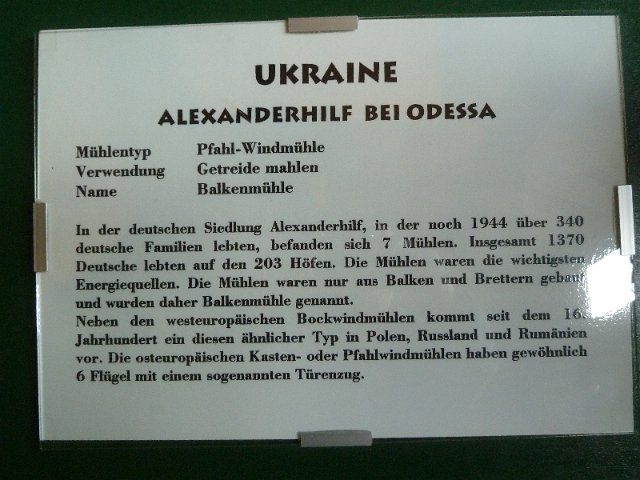 UKRAINE
ALEXANDERHILF BEI ODESSA
Mühlentyp Pfahl-Windmühle
Verwendung Getreide mahlen
Name Balkenmühle
In der deutschen Siedlung Alexanderhilf, in der noch 1944 über 340
deutsche Familien lebten, befanden sich 7 Mühlen. Insgesamt 1370
Deutsche lebten auf den 203 Höfen. Die Mühlen waren die wichtigsten
Energiequellen. Die Mühlen waren nur aus Balken und Brettern gebaut
und wurden daher Balkenmühle genannt.
Neben den westeuropäischen Bockwindmühlen kommt seit dem 16.
Jahrhundert ein diesen ähnlicher Typ in Polen, Russland und Rumänien
vor. Die osteuropäischen Kasten- oder Pfahlwindmühlen haben gewöhnlich
6 Flügel mit einem sogenannten Türenzug.